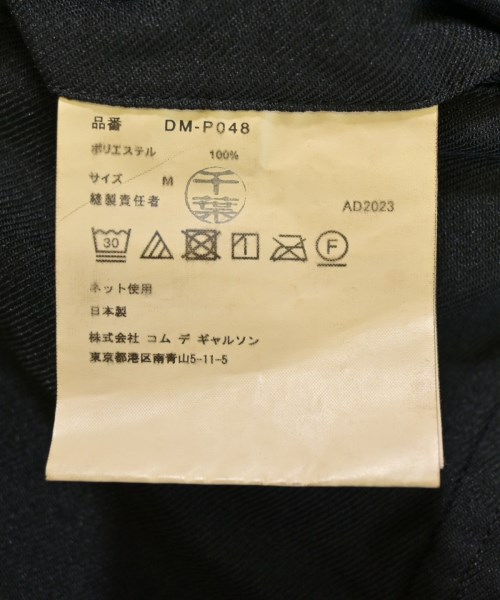 品番 DM-P048
ポリエステル 100%
サイズ M
千葉
縫製責任者 AD2023
30 F
ネット使用
日本製
株式会社 コム デ ギャルソン
東京都港区南青山5-11-5